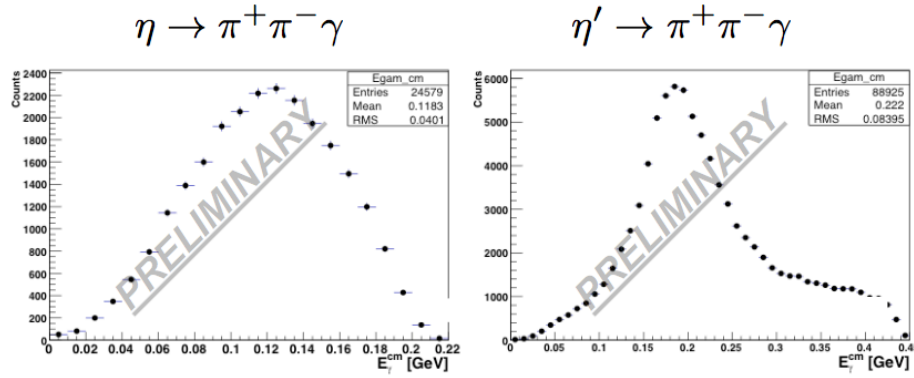 η → π⁺π⁻γ
Counts
2400
2200
2000
1800
1600
1400
1200
1000
800
600
400
200
0
Egam_cm
Entries 24579
Mean 0.1183
RMS 0.0401
PRELIMINARY
0 0.02 0.04 0.06 0.08 0.1 0.12 0.14 0.16 0.18 0.2 0.22
E_γ^cm [GeV]
η′ → π⁺π⁻γ
Counts
6000
5000
4000
3000
2000
1000
0
Egam_cm
Entries 88925
Mean 0.222
RMS 0.08395
PRELIMINARY
0 0.05 0.1 0.15 0.2 0.25 0.3 0.35 0.4
E_γ^cm [GeV]